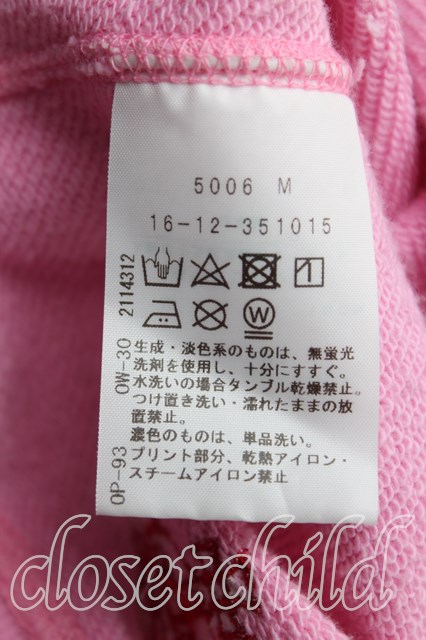 5006 M
16-12-351015
2114312
OW-30
OP-93
生成・淡色系のものは、無蛍光
洗剤を使用し、十分にすすぐ。
水洗いの場合タンブル乾燥禁止。
つけ置き洗い・濡れたままの放
置禁止。
濃色のものは、単品洗い。
プリント部分、乾熱アイロン・
スチームアイロン禁止
closetchild